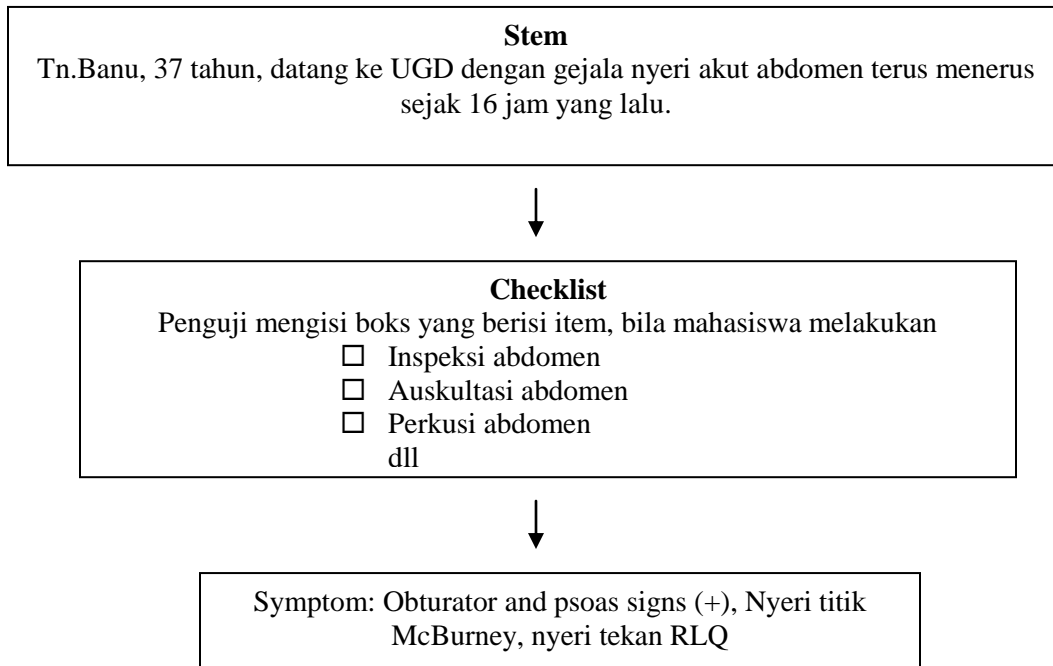 Stem
Tn.Banu, 37 tahun, datang ke UGD dengan gejala nyeri akut abdomen terus menerus
sejak 16 jam yang lalu.
Checklist
Penguji mengisi boks yang berisi item, bila mahasiswa melakukan
☐ Inspeksi abdomen
☐ Auskultasi abdomen
☐ Perkusi abdomen
dll
Symptom: Obturator and psoas signs (+), Nyeri titik
McBurney, nyeri tekan RLQ